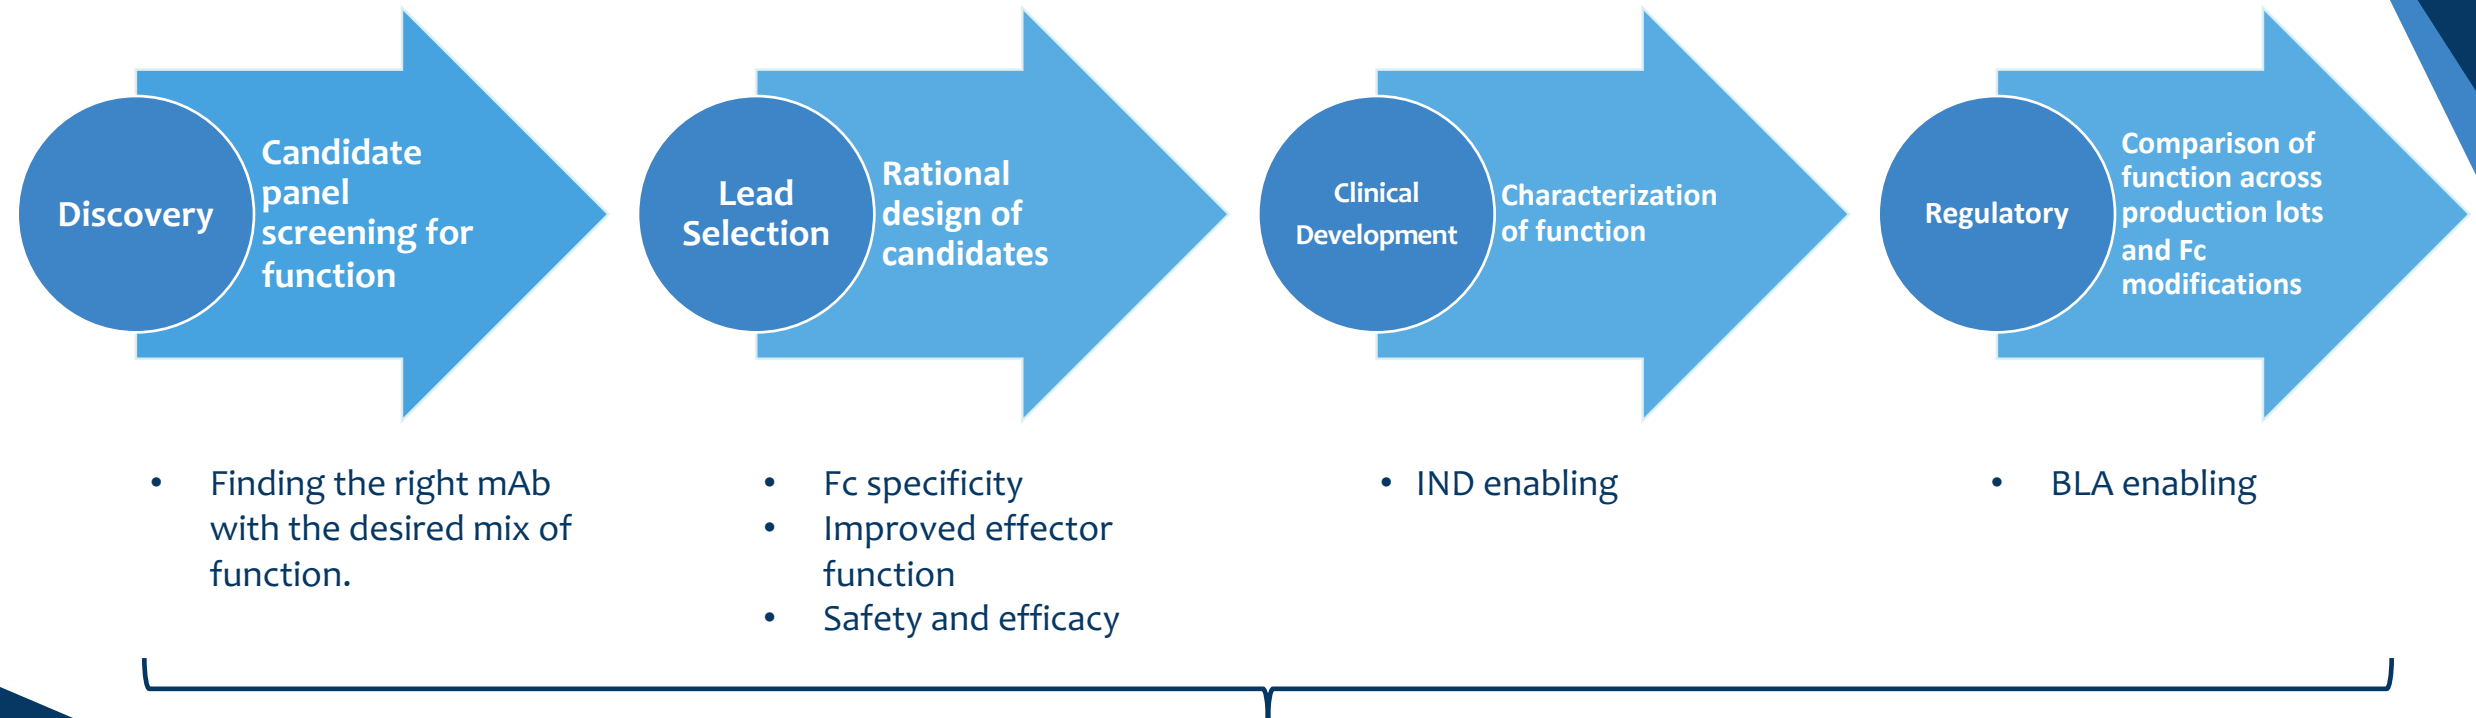 Discovery
Candidate
panel
screening for
function
Lead
Selection
Rational
design of
candidates
Clinical
Development
Characterization
of function
Regulatory
Comparison of
function across
production lots
and Fc
modifications
• Finding the right mAb
with the desired mix of
function.
• Fc specificity
• Improved effector
function
• Safety and efficacy
• IND enabling
• BLA enabling